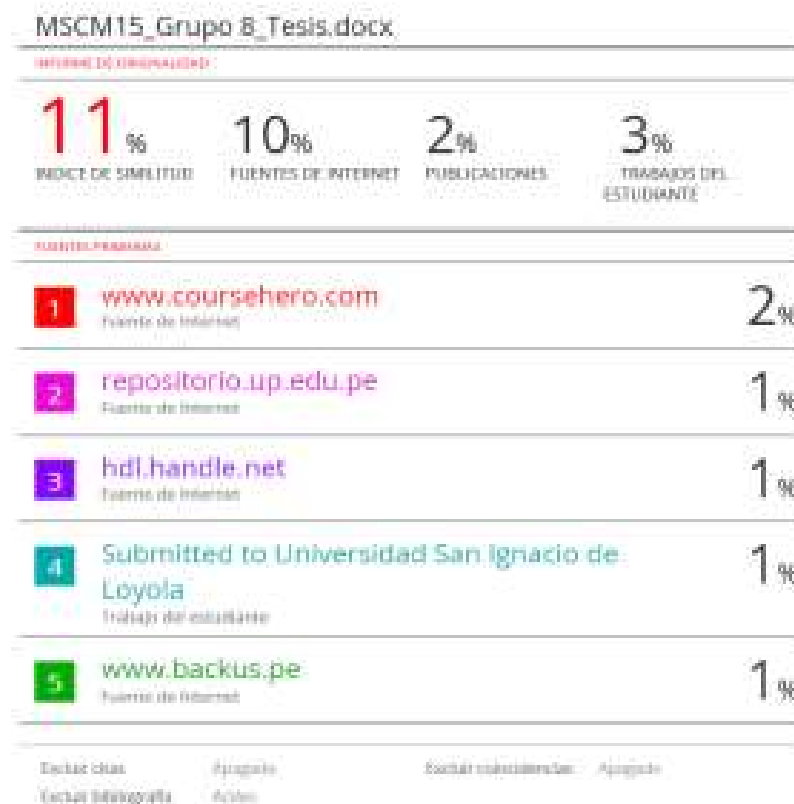 MSCM15_Grupo 8_Tesis.docx
INFORME DE ORIGINALIDAD
11%
10%
2%
3%
INDICE DE SIMILITUD
FUENTES DE INTERNET
PUBLICACIONES
TRABAJOS DEL
ESTUDIANTE
FUENTES PRIMARIAS
1 www.coursehero.com 2%
Fuente de Internet
2 repositorio.up.edu.pe 1%
Fuente de Internet
3 hdl.handle.net 1%
Fuente de Internet
4 Submitted to Universidad San Ignacio de 1%
Loyola
Trabajo del estudiante
5 www.backus.pe 1%
Fuente de Internet
Excluir citas Apagado Excluir coincidencias Apagado
Excluir bibliografía Activo